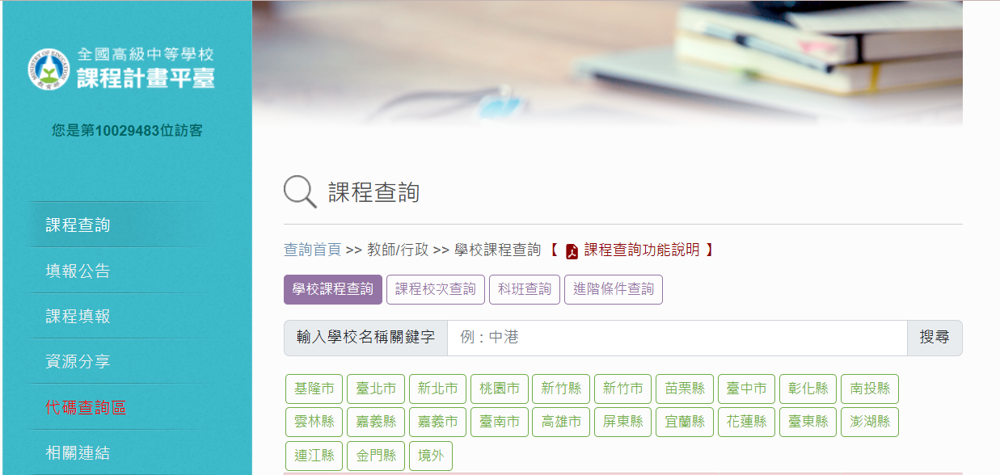 全國高級中等學校
課程計畫平臺
您是第10029483位訪客
課程查詢
填報公告
課程填報
資源分享
代碼查詢區
相關連結
課程查詢
查詢首頁 >> 教師/行政 >> 學校課程查詢 【 課程查詢功能說明 】
學校課程查詢 課程校次查詢 科班查詢 進階條件查詢
輸入學校名稱關鍵字 例 : 中港 搜尋
基隆市 臺北市 新北市 桃園市 新竹縣 新竹市 苗栗縣 臺中市 彰化縣 南投縣
雲林縣 嘉義縣 嘉義市 臺南市 高雄市 屏東縣 宜蘭縣 花蓮縣 臺東縣 澎湖縣
連江縣 金門縣 境外